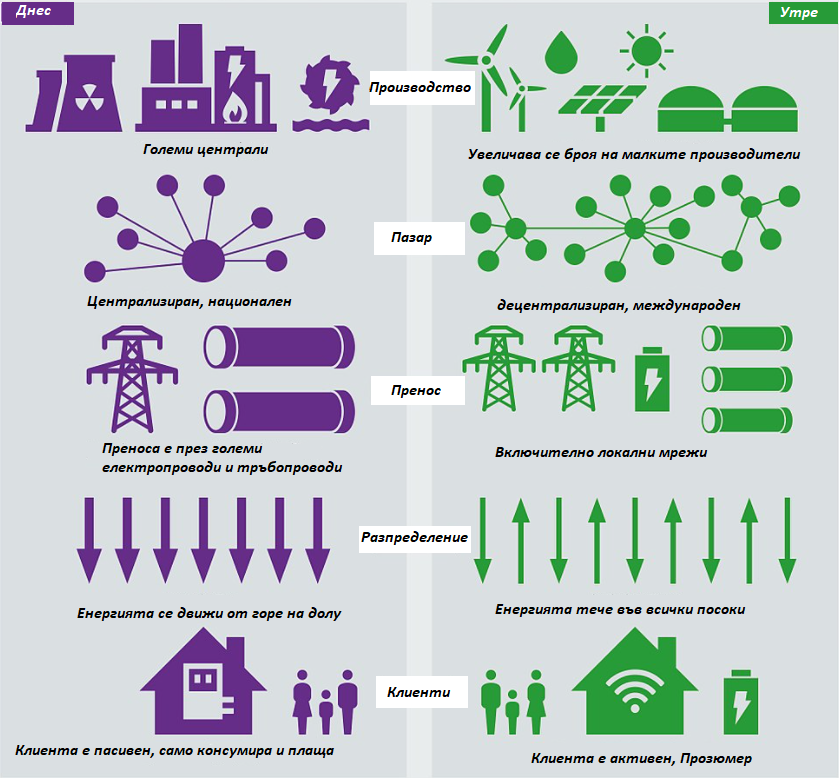 Днес
Утре
Производство
Големи централи
Увеличава се броя на малките производители
Пазар
Централизиран, национален
децентрализиран, международен
Пренос
Преноса е през големи
електропроводи и тръбопроводи
Включително локални мрежи
Разпределение
Енергията се движи от горе на долу
Енергията тече във всички посоки
Клиенти
Клиента е пасивен, само консумира и плаща
Клиента е активен, Прозюмер